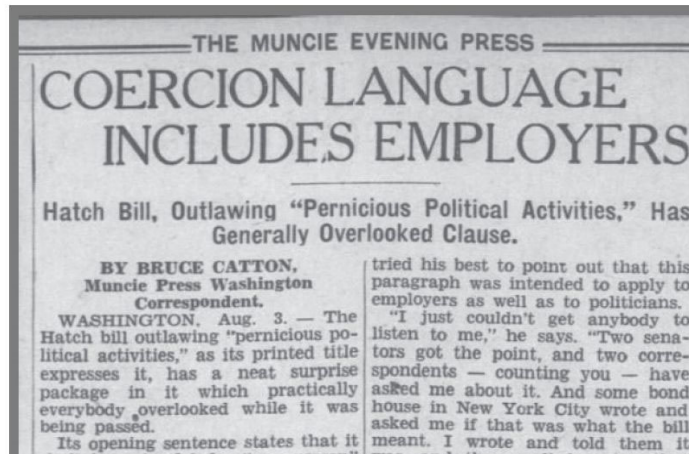 THE MUNCIE EVENING PRESS
COERCION LANGUAGE
INCLUDES EMPLOYERS
Hatch Bill, Outlawing “Pernicious Political Activities,” Has
Generally Overlooked Clause.
BY BRUCE CATTON,
Muncie Press Washington
Correspondent.
WASHINGTON, Aug. 3. — The
Hatch bill outlawing “pernicious po-
litical activities,” as its printed title
expresses it, has a neat surprise
package in it which practically
everybody overlooked while it was
being passed.
Its opening sentence states that it
tried his best to point out that this
paragraph was intended to apply to
employers as well as to politicians.
“I just couldn't get anybody to
listen to me,” he says. “Two sena-
tors got the point, and two corre-
spondents — counting you — have
asked me about it. And some bond
house in New York City wrote and
asked me if that was what the bill
meant. I wrote and told them it